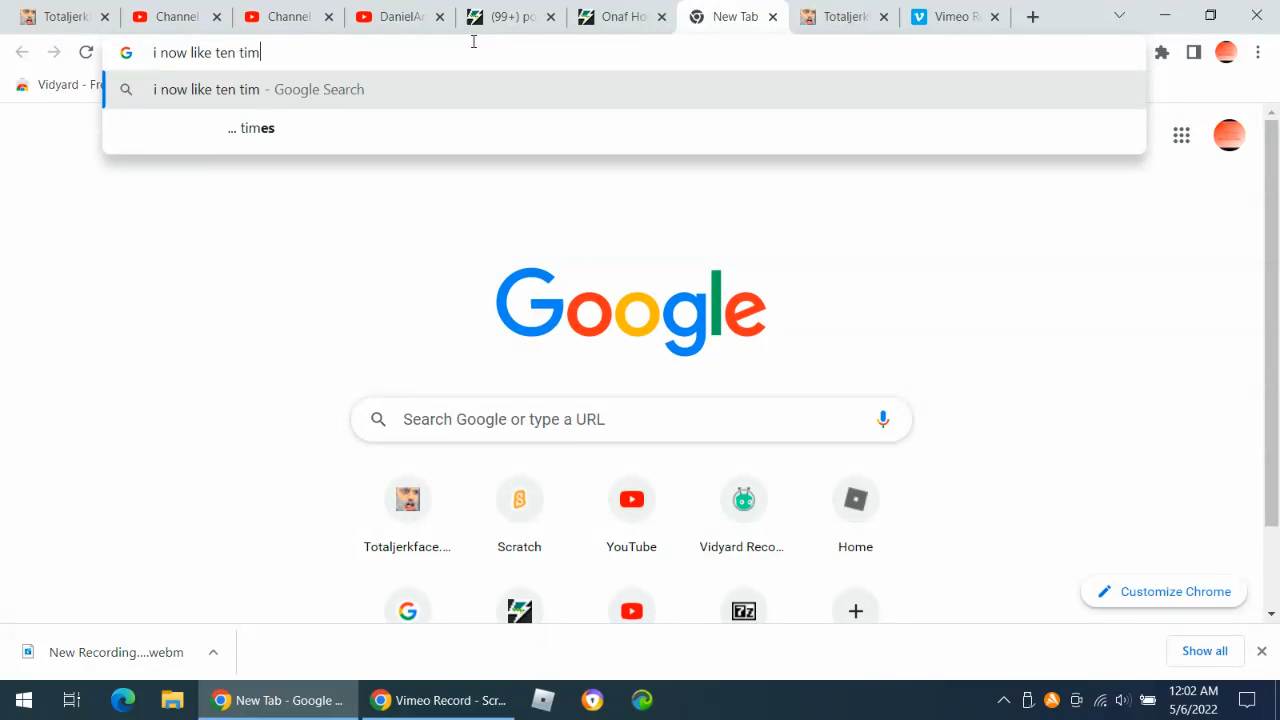 Totaljerk
Channel
Channel
DanielAr
(99+) po
Onaf Ho
New Tab
Totaljerk
Vimeo R
i now like ten tim
Vidyard - Fre
i now like ten tim - Google Search
... times
Google
Search Google or type a URL
Totaljerkface....
Scratch
YouTube
Vidyard Reco...
Home
Customize Chrome
New Recording....webm
Show all
New Tab - Google ...
Vimeo Record - Scr...
12:02 AM
5/6/2022